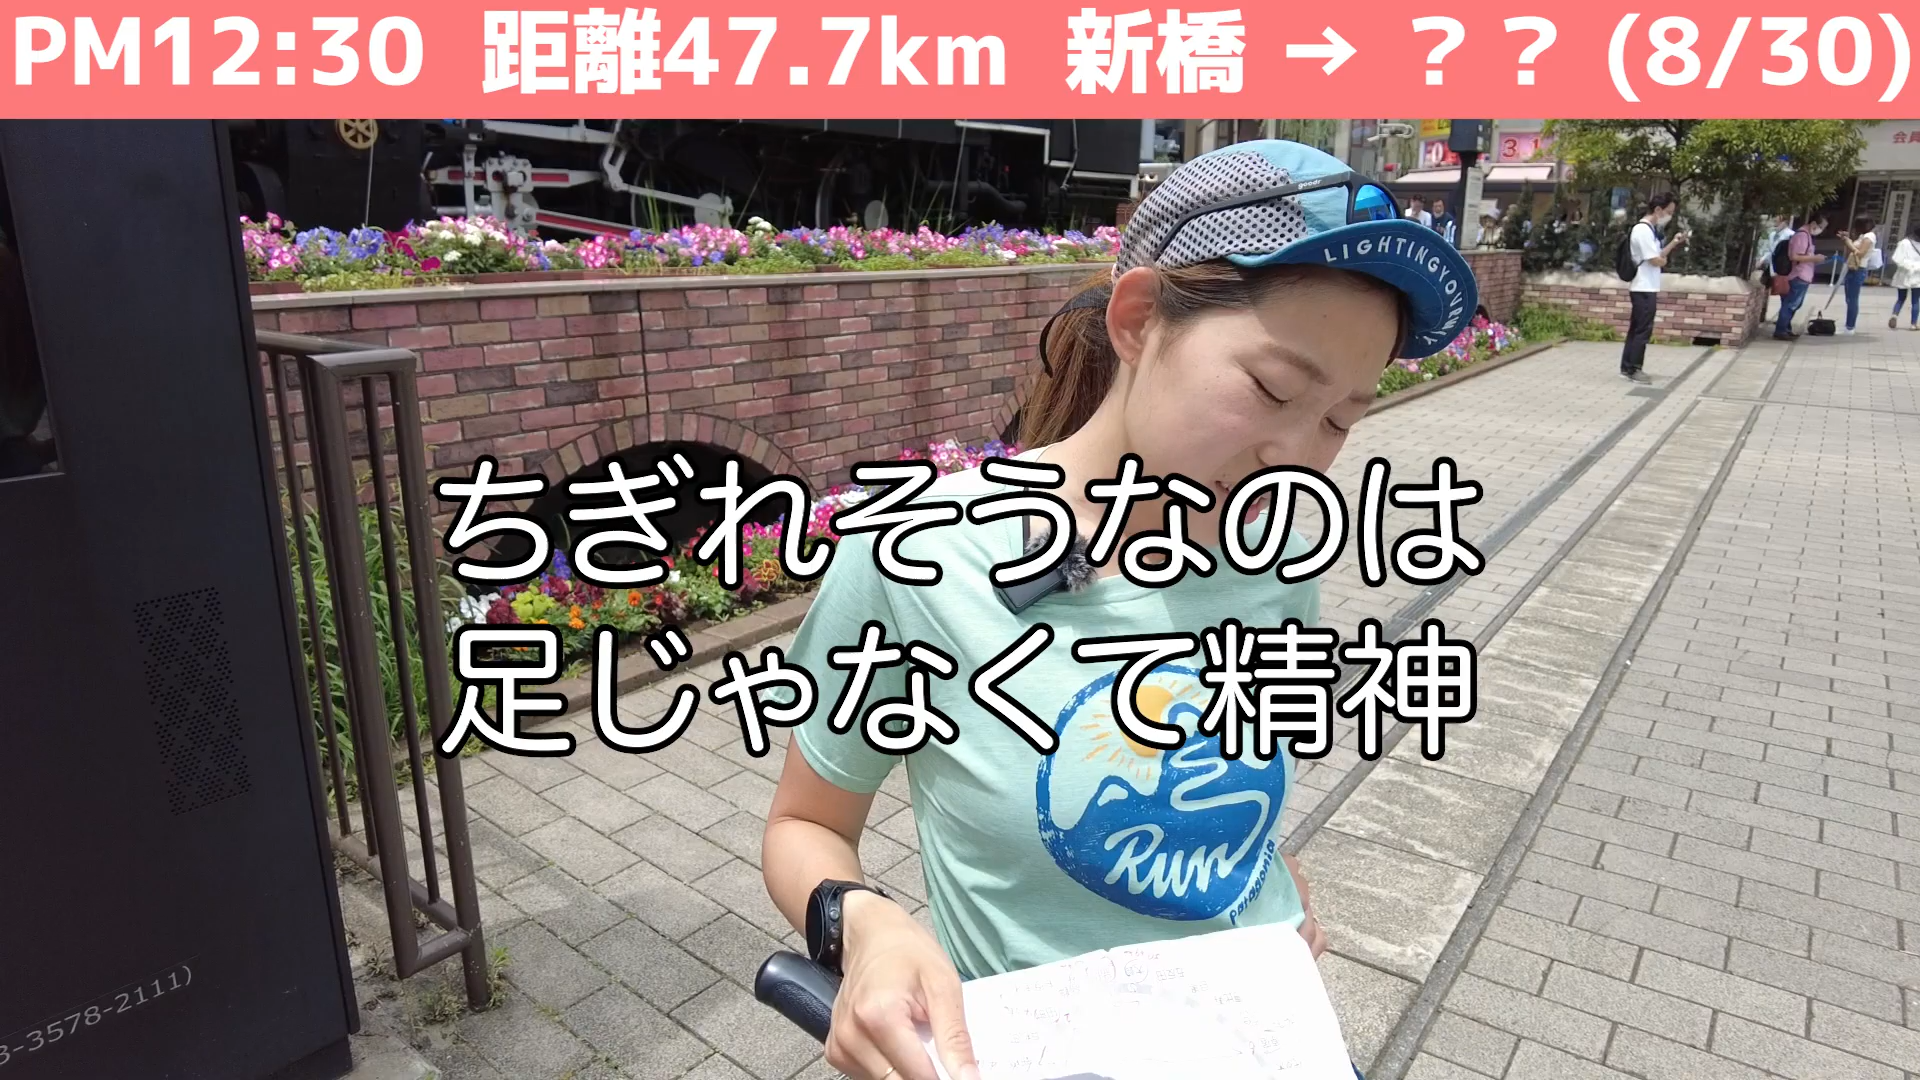 PM12:30 距離47.7km 新橋 → ？？ (8/30)
goodr
LIGHTINGYOURWAY
ちぎれそうなのは
足じゃなくて精神
Run
patagonia
3-3578-2111)